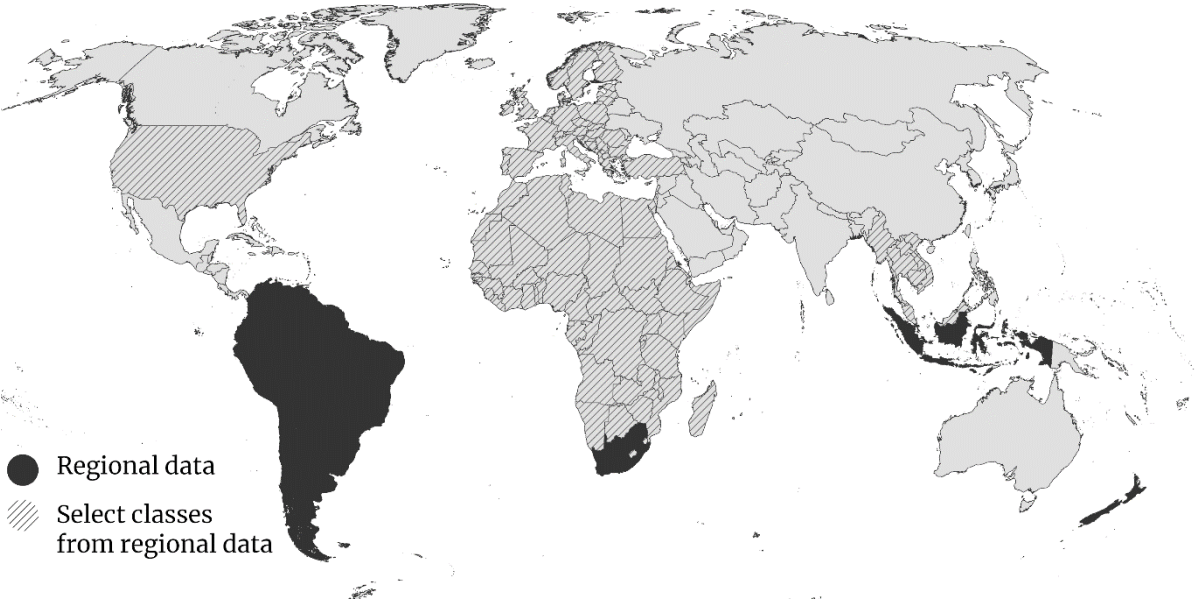 Regional data
Select classes
from regional data